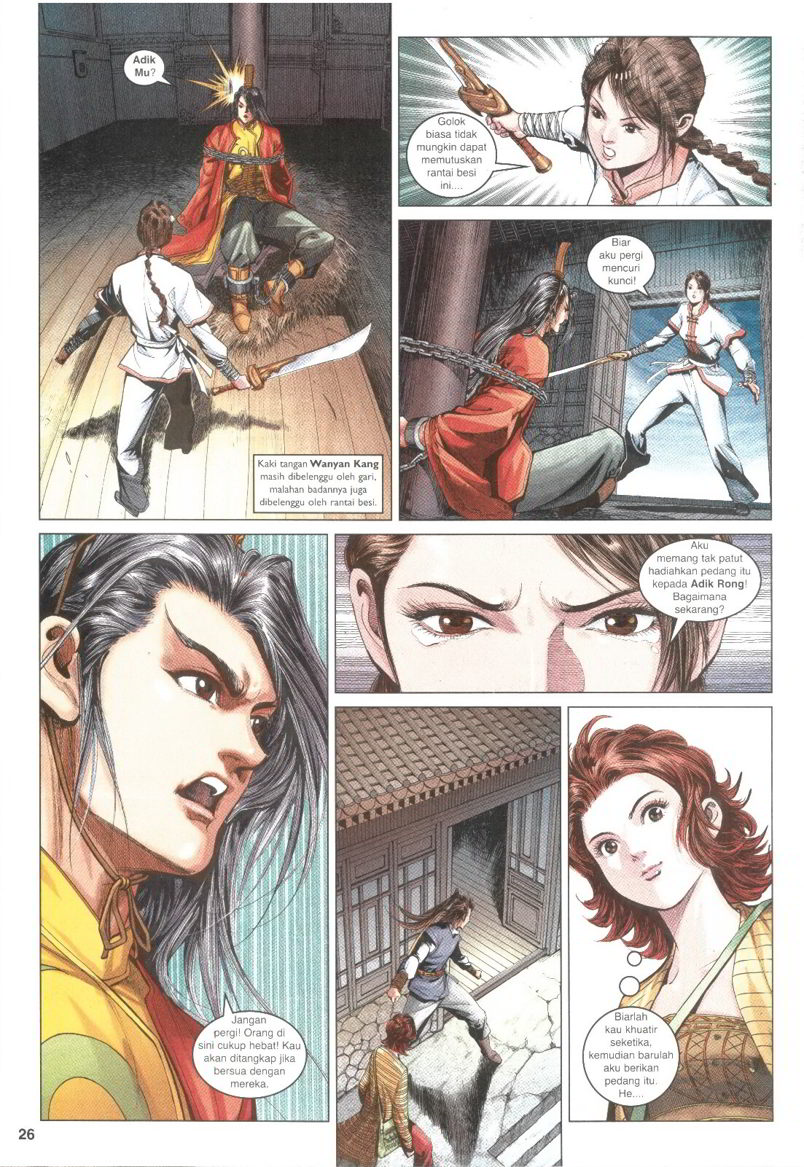 Adik
Mu?
Kaki tangan Wanyan Kang
masih dibelenggu oleh gari,
malahan badannya juga
dibelenggu oleh rantai besi.
Golok
biasa tidak
mungkin dapat
memutuskan
rantai besi
ini....
Biar
aku pergi
mencuri
kunci!
Jangan
pergi! Orang di
sini cukup hebat! Kau
akan ditangkap jika
bersua dengan
mereka.
Aku
memang tak patut
hadiahkan pedang itu
kepada Adik Rong!
Bagaimana
sekarang?
Biarlah
kau khuatir
seketika,
kemudian barulah
aku berikan
pedang itu.
He....
26